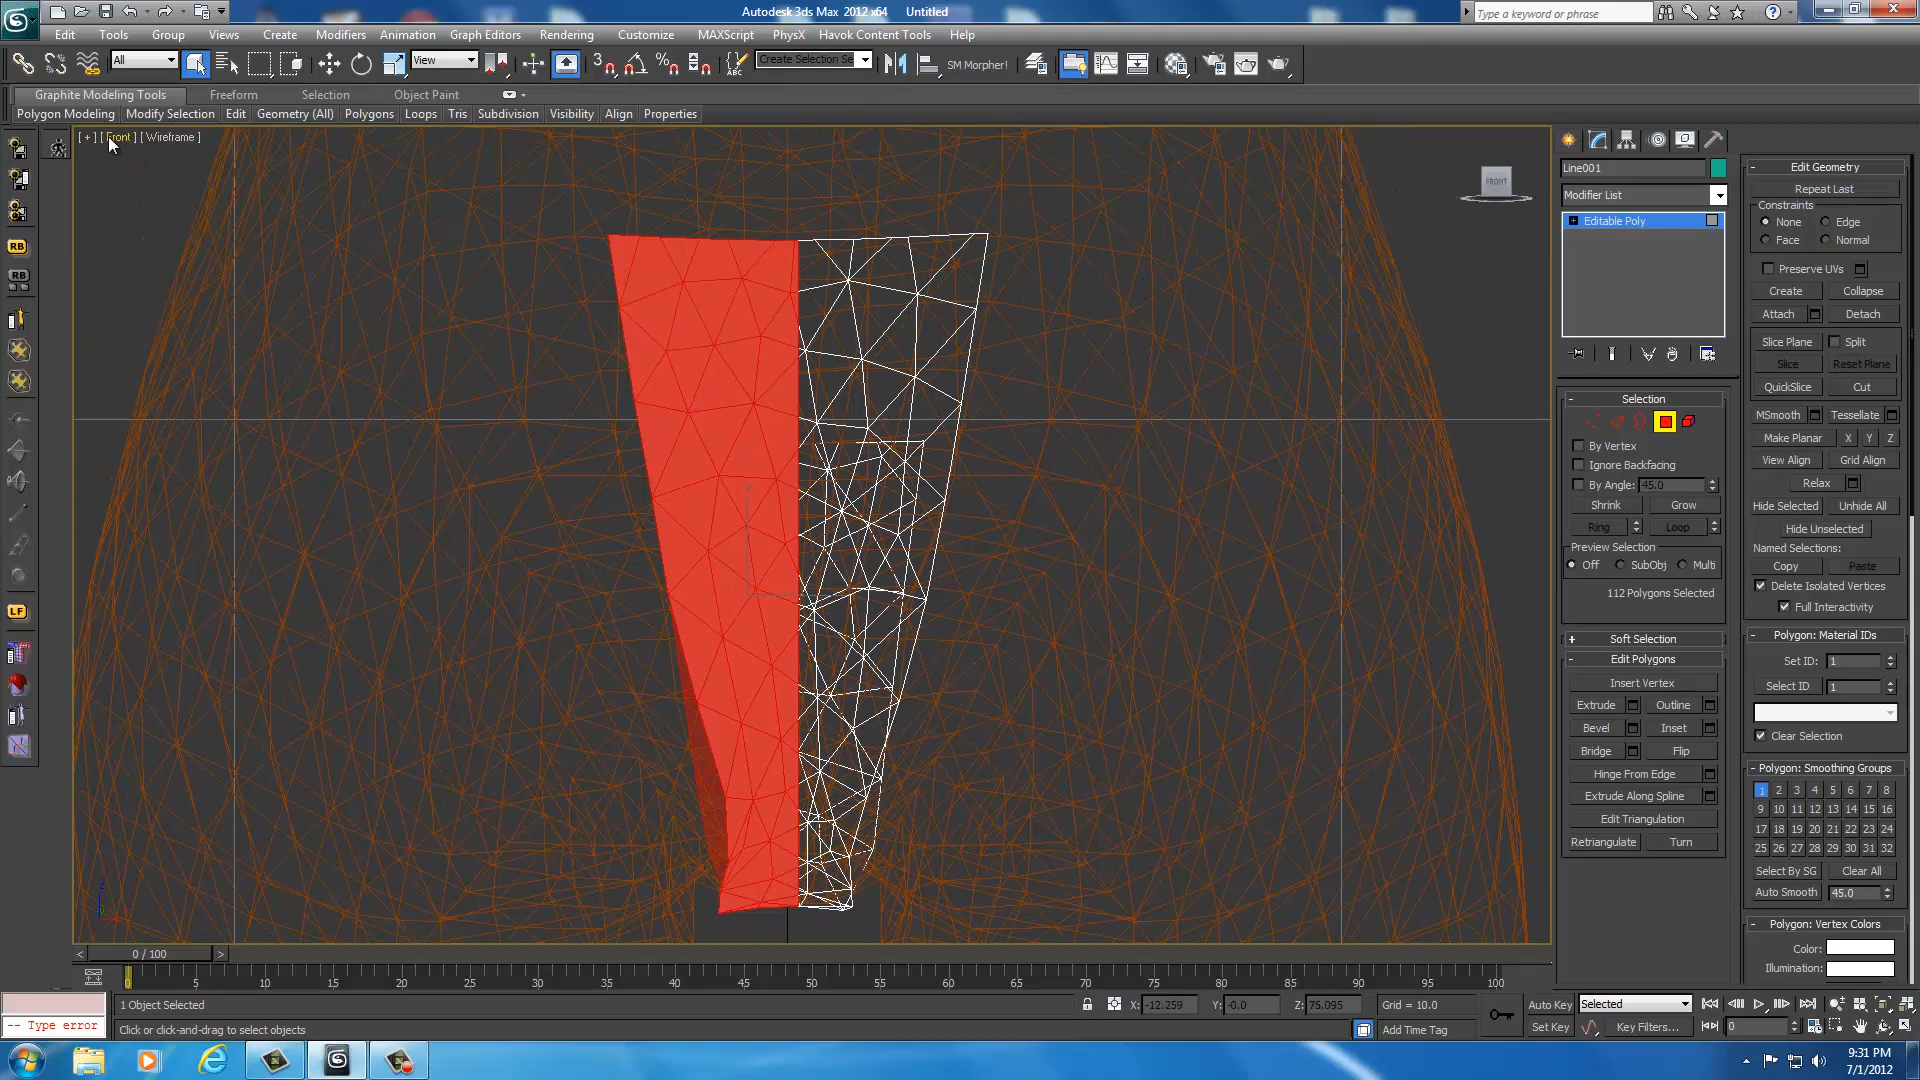 Autodesk 3ds Max 2012 x64 Untitled
Type a keyword or phrase
Edit Tools Group Views Create Modifiers Animation Graph Editors Rendering Customize MAXScript PhysX Havok Content Tools Help
All View Create Selection Se SM Morpher!
Graphite Modeling Tools Freeform Selection Object Paint
Polygon Modeling Modify Selection Edit Geometry (All) Polygons Loops Tris Subdivision Visibility Align Properties
[ + ] [ Front ] [ Wireframe ]
FRONT
RB
RB
LF
Line001
Modifier List
Editable Poly
Selection
By Vertex
Ignore Backfacing
By Angle: 45.0
Shrink Grow
Ring Loop
Preview Selection
Off SubObj Multi
112 Polygons Selected
Soft Selection
Edit Polygons
Insert Vertex
Extrude Outline
Bevel Inset
Bridge Flip
Hinge From Edge
Extrude Along Spline
Edit Triangulation
Retriangulate Turn
Edit Geometry
Repeat Last
Constraints
None Edge
Face Normal
Preserve UVs
Create Collapse
Attach Detach
Slice Plane Split
Slice Reset Plane
QuickSlice Cut
MSmooth Tessellate
Make Planar X Y Z
View Align Grid Align
Relax
Hide Selected Unhide All
Hide Unselected
Named Selections:
Copy Paste
Delete Isolated Vertices
Full Interactivity
Polygon: Material IDs
Set ID: 1
Select ID 1
Clear Selection
Polygon: Smoothing Groups
1 2 3 4 5 6 7 8
9 10 11 12 13 14 15 16
17 18 19 20 21 22 23 24
25 26 27 28 29 30 31 32
Select By SG Clear All
Auto Smooth 45.0
Polygon: Vertex Colors
Color:
Illumination:
< 0 / 100 >
0 5 10 15 20 25 30 35 40 45 50 55 60 65 70 75 80 85 90 95 100
1 Object Selected X: -12.259 Y: -0.0 Z: 75.095 Grid = 10.0 Auto Key Selected
-- Type error Click or click-and-drag to select objects Add Time Tag Set Key Key Filters... 0
9:31 PM
7/1/2012